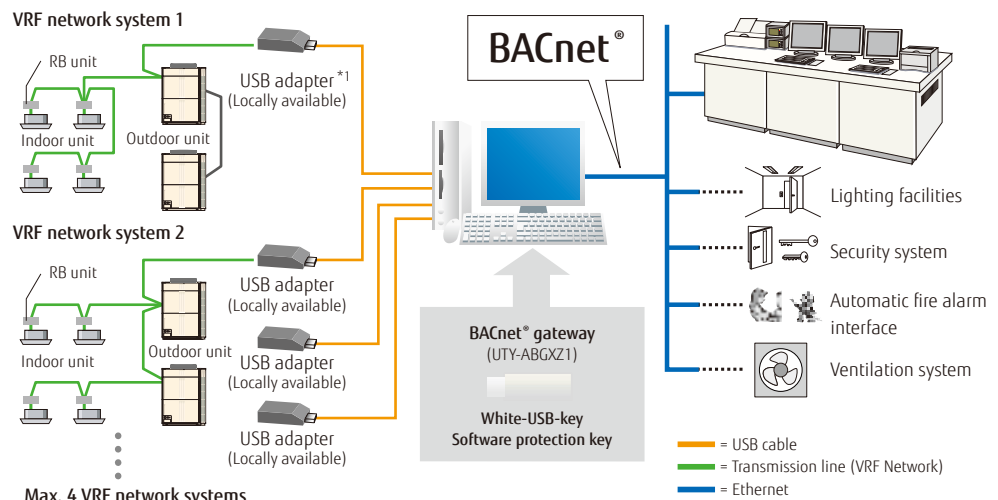 VRF network system 1
RB unit
Indoor unit
Outdoor unit
USB adapter *1
(Locally available)
VRF network system 2
RB unit
Indoor unit
Outdoor unit
USB adapter
(Locally available)
USB adapter
(Locally available)
USB adapter
(Locally available)
Max. 4 VRF network systems
BACnet®
BACnet® gateway
(UTY-ABGXZ1)
White-USB-key
Software protection key
Lighting facilities
Security system
Automatic fire alarm
interface
Ventilation system
= USB cable
= Transmission line (VRF Network)
= Ethernet